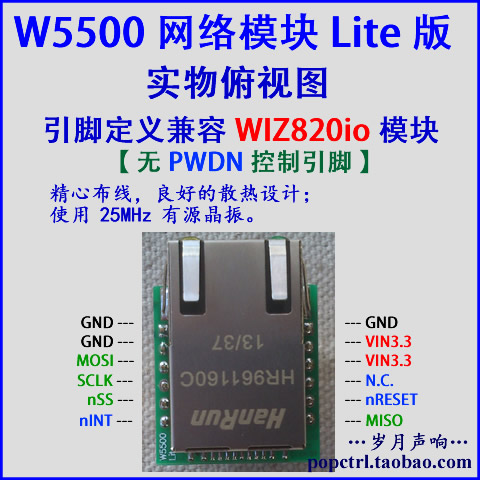 W5500 网络模块 Lite 版
实物俯视图
引脚定义兼容 WIZ820io 模块
【 无 PWDN 控制引脚 】
精心布线，良好的散热设计；
使用 25MHz 有源晶振。
GND --- --- GND
GND --- --- VIN3.3
MOSI --- --- VIN3.3
SCLK --- --- N.C.
nSS --- --- nRESET
nINT --- --- MISO
13/37
HR961160C
HanRun
W5500
Lite
…岁月声响…
popctrl.taobao.com